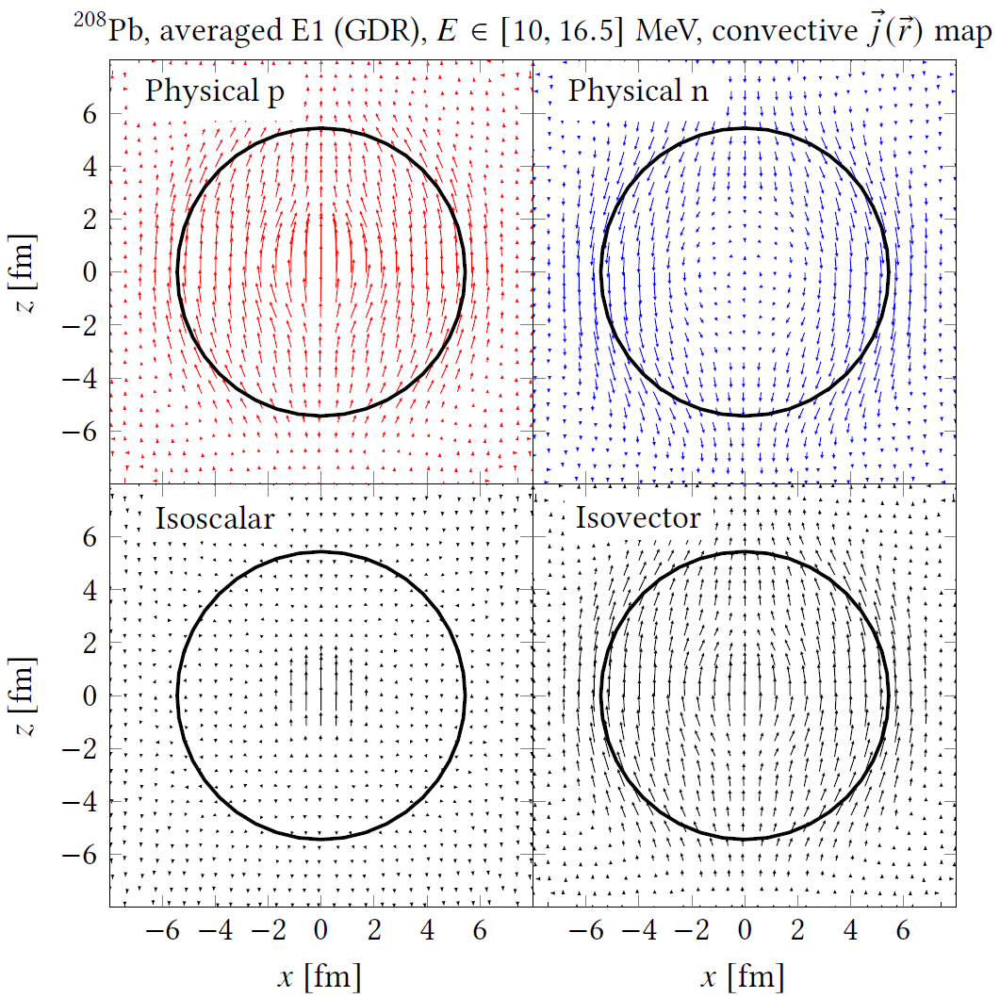 ²⁰⁸Pb, averaged E1 (GDR), E ∈ [10, 16.5] MeV, convective j⃗(r⃗) map
Physical p
Physical n
6
4
2
0
−2
−4
−6
z [fm]
Isoscalar
Isovector
6
4
2
0
−2
−4
−6
z [fm]
−6 −4 −2 0 2 4 6
−6 −4 −2 0 2 4 6
x [fm]
x [fm]